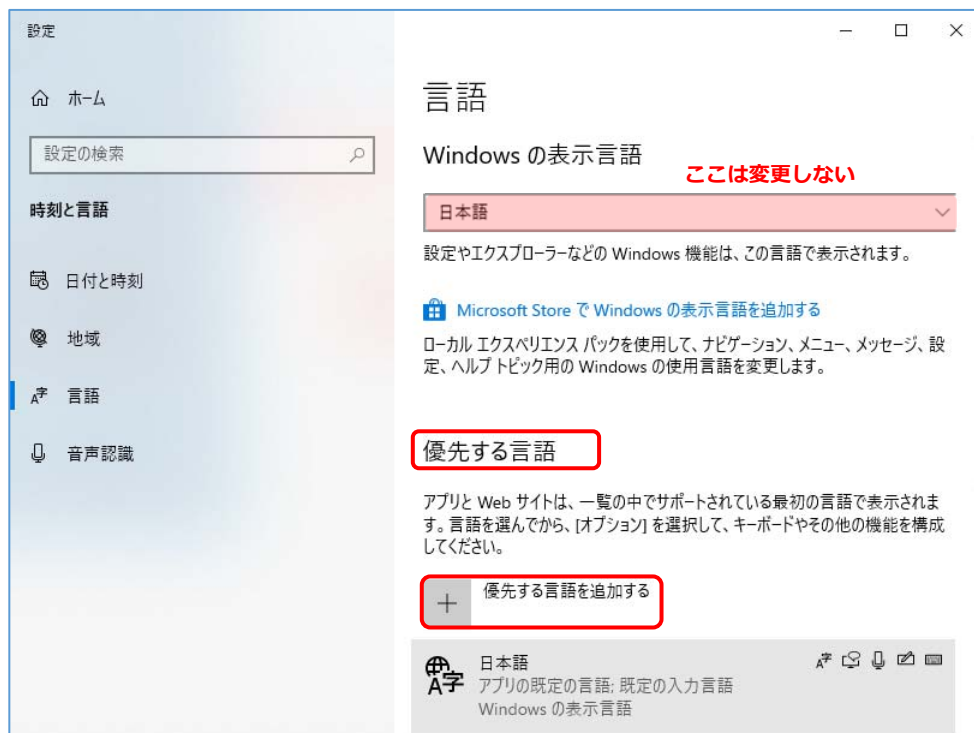 設定
ホーム
設定の検索
時刻と言語
日付と時刻
地域
言語
音声認識
言語
Windows の表示言語
ここは変更しない
日本語
設定やエクスプローラーなどの Windows 機能は、この言語で表示されます。
Microsoft Store で Windows の表示言語を追加する
ローカル エクスペリエンス パックを使用して、ナビゲーション、メニュー、メッセージ、設
定、ヘルプ トピック用の Windows の使用言語を変更します。
優先する言語
アプリと Web サイトは、一覧の中でサポートされている最初の言語で表示されま
す。言語を選んでから、[オプション] を選択して、キーボードやその他の機能を構成
してください。
優先する言語を追加する
日本語
アプリの既定の言語; 既定の入力言語
Windows の表示言語